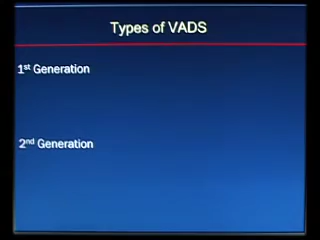 Types of VADS
1st Generation
2nd Generation